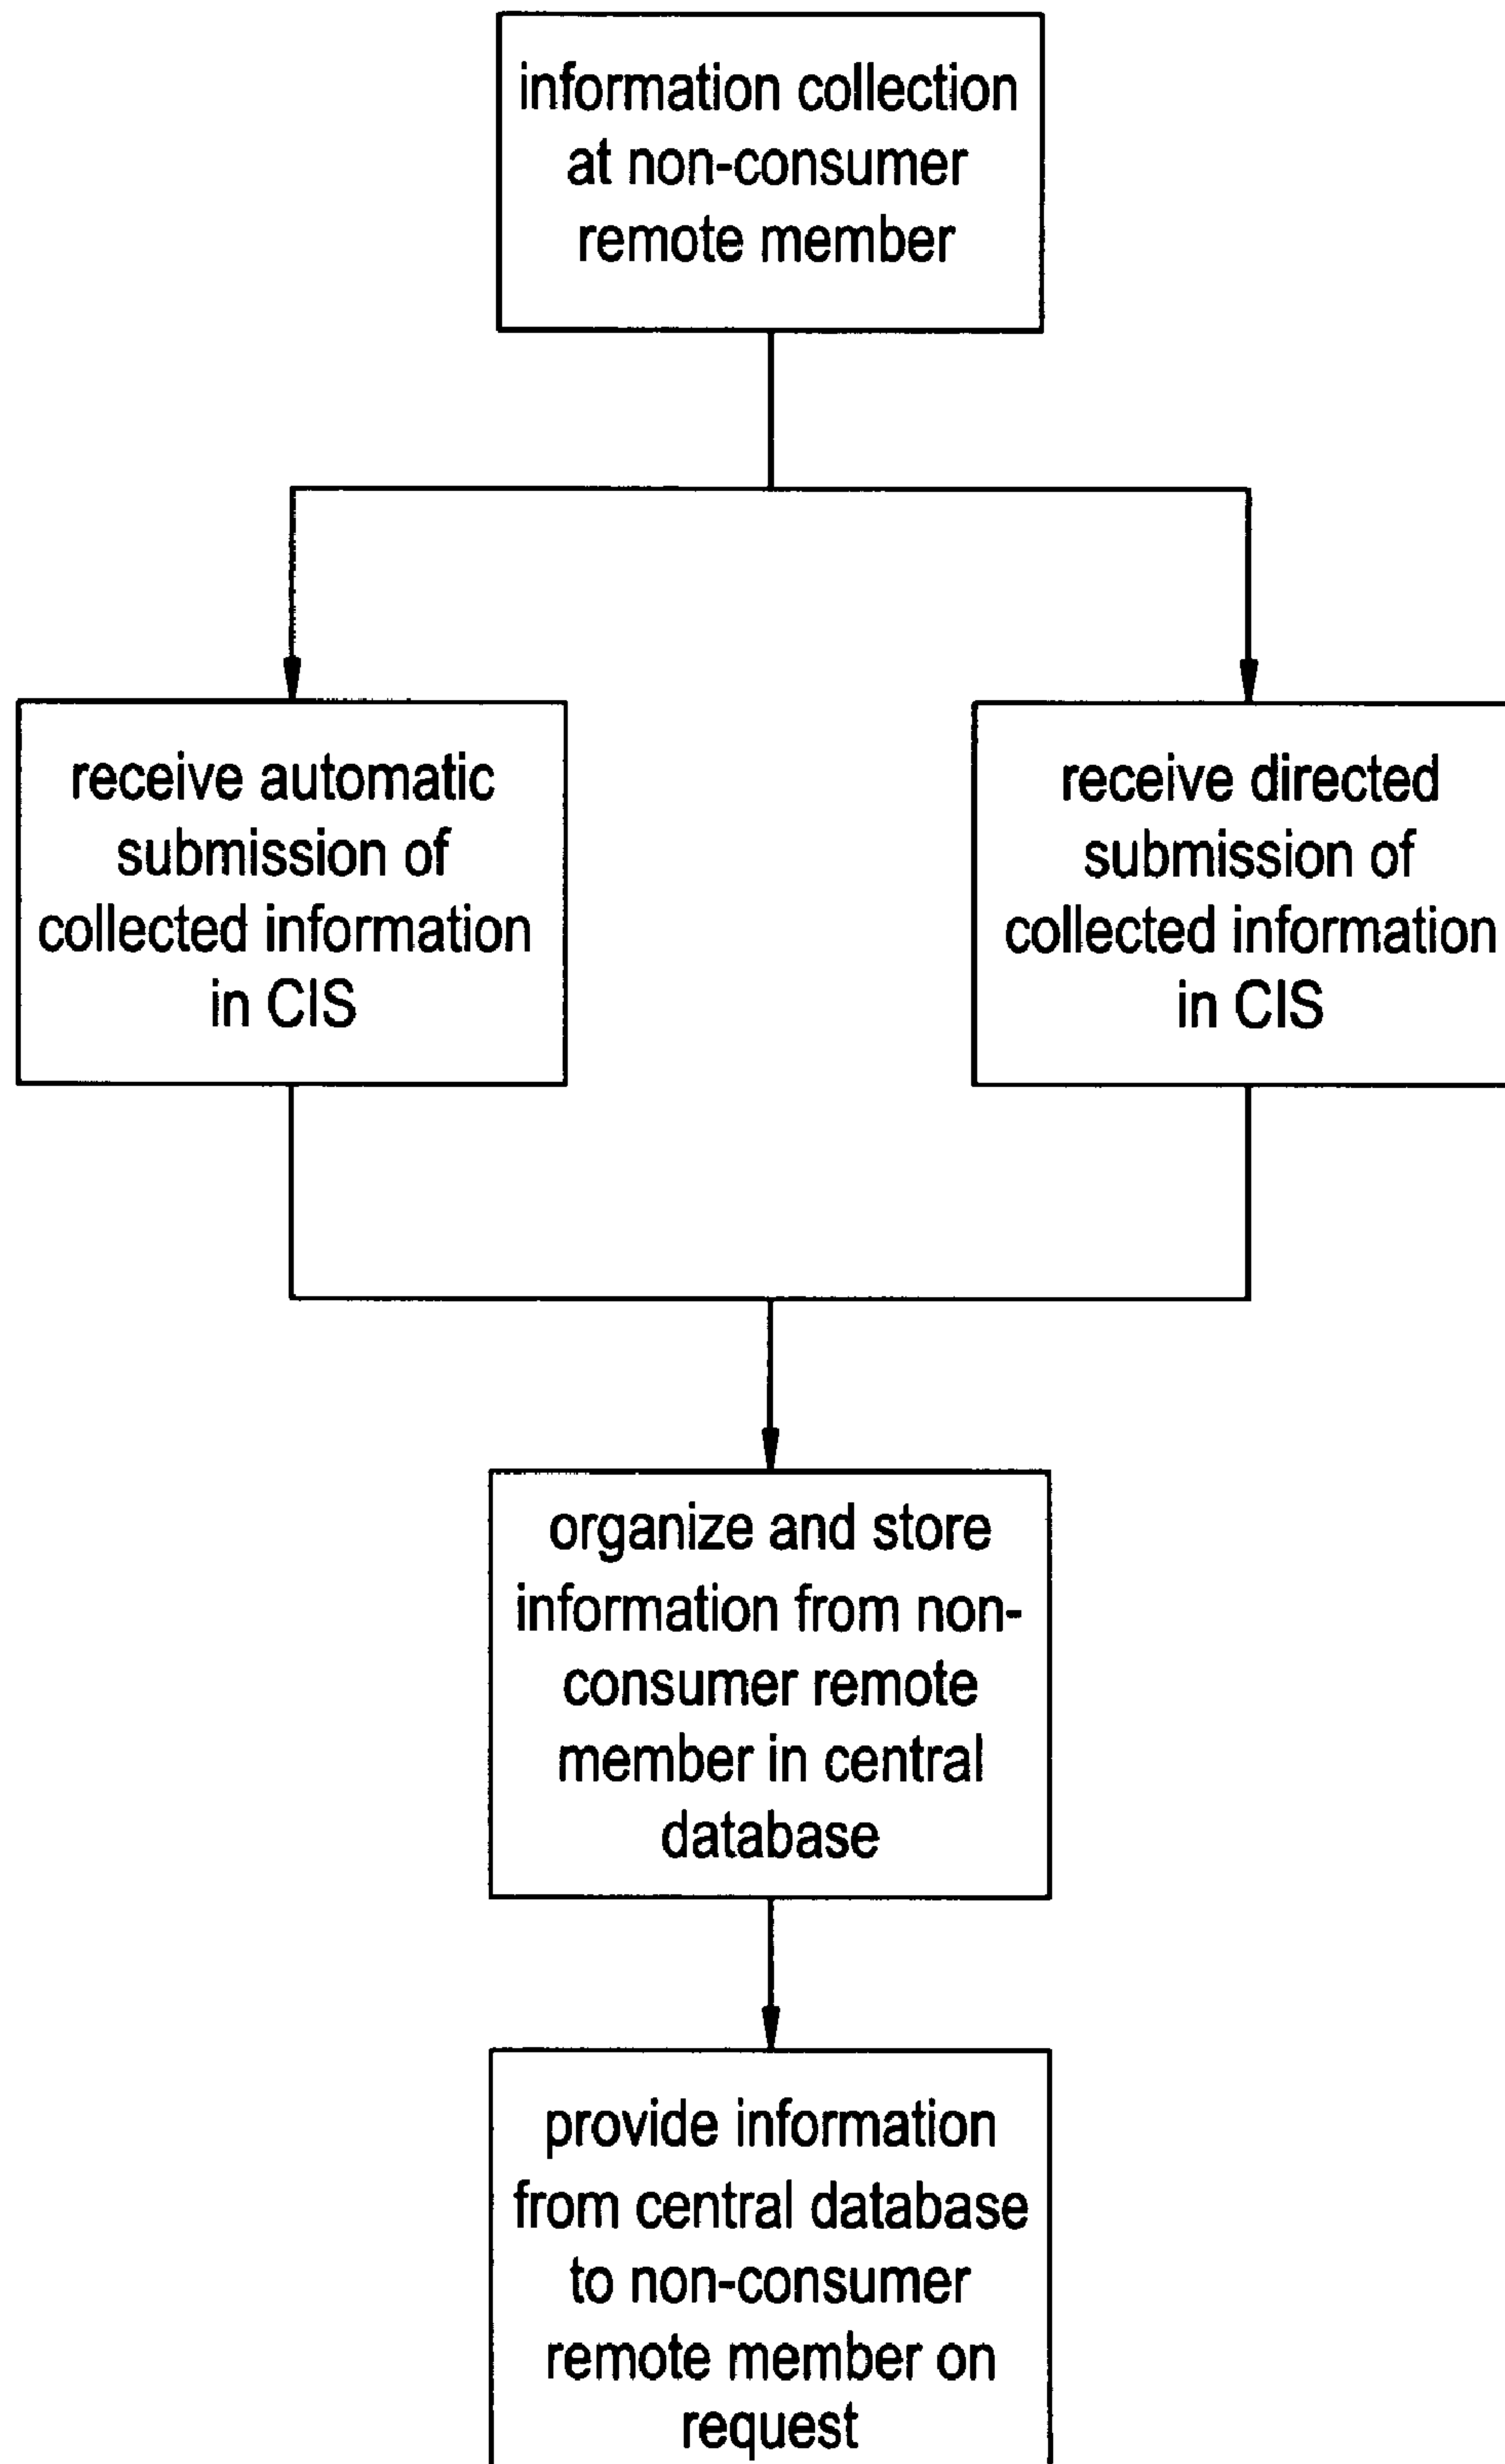 information collection
at non-consumer
remote member
receive automatic
submission of
collected information
in CIS
receive directed
submission of
collected information
in CIS
organize and store
information from non-
consumer remote
member in central
database
provide information
from central database
to non-consumer
remote member on
request